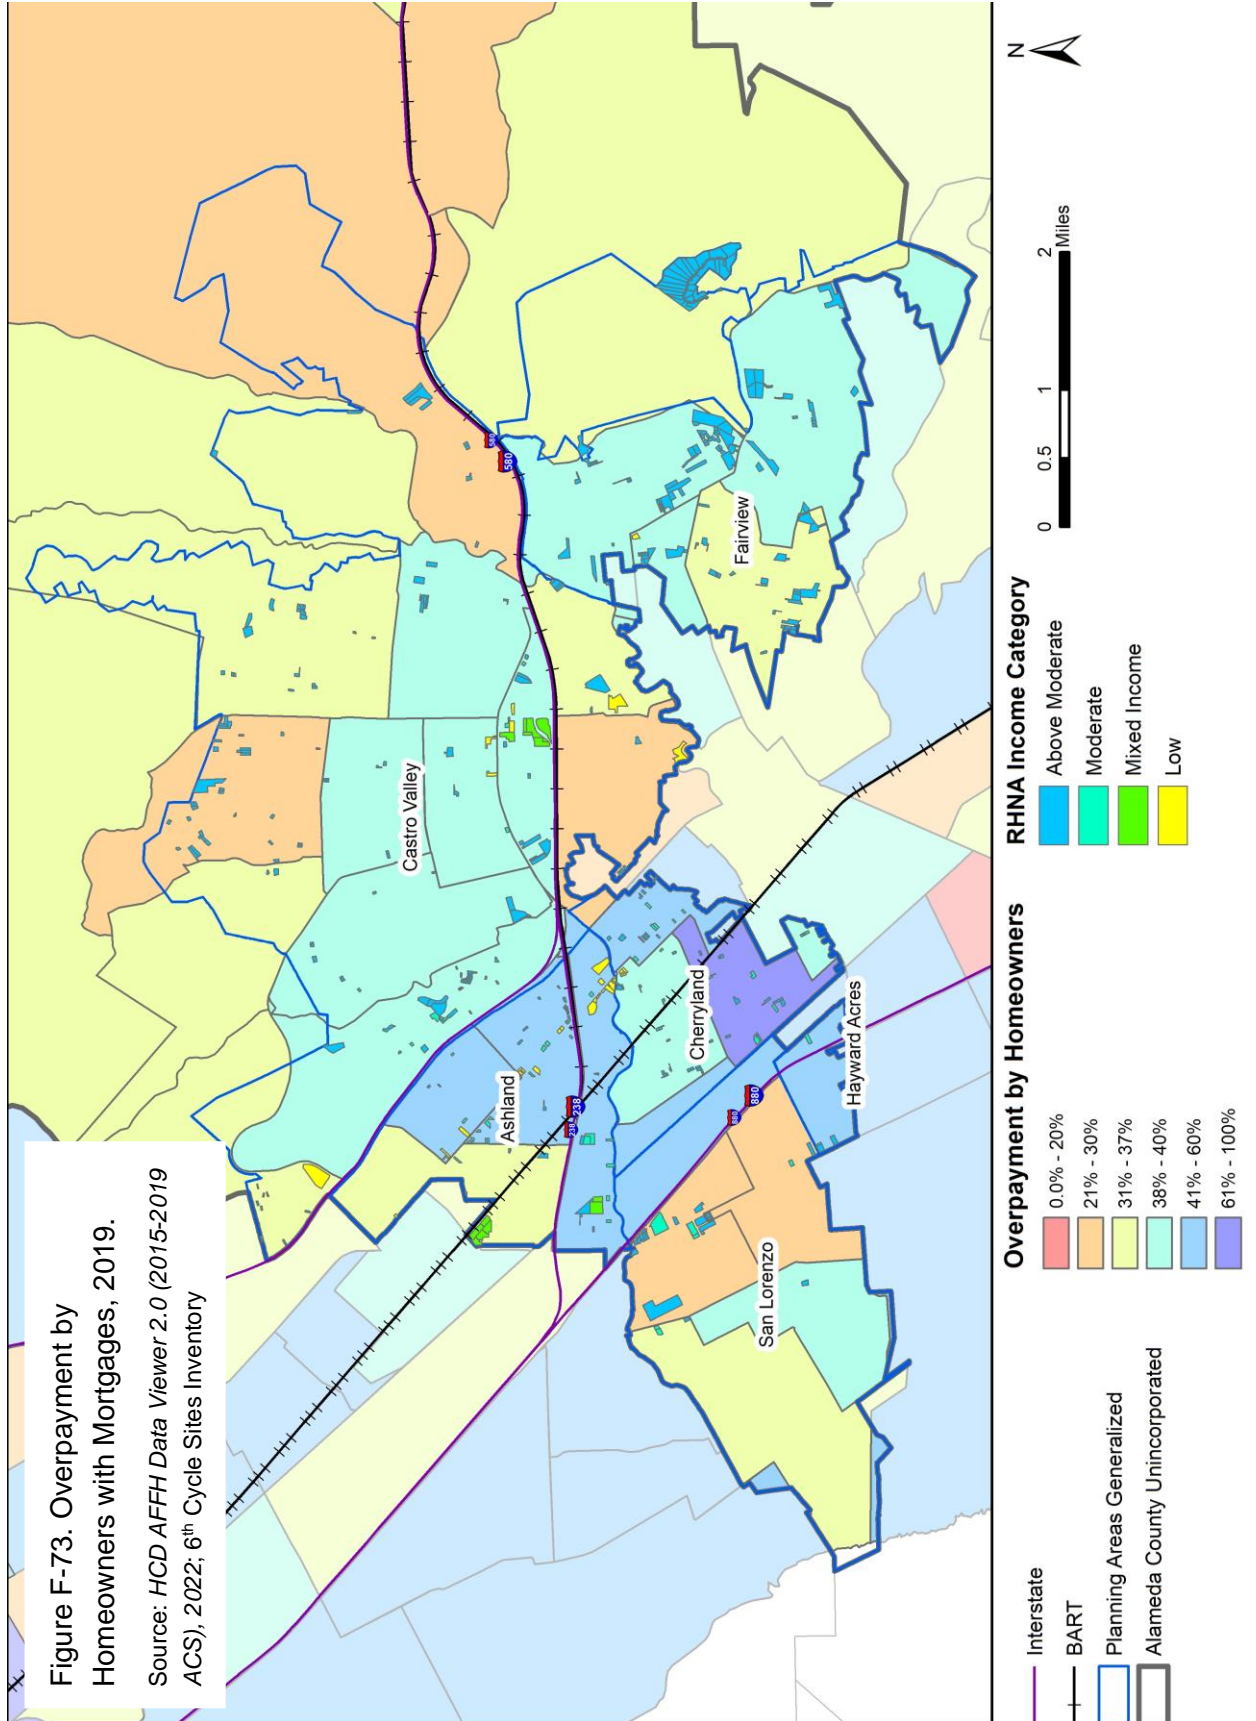 Figure F-73. Overpayment by
Homeowners with Mortgages, 2019.
Source: HCD AFFH Data Viewer 2.0 (2015-2019
ACS), 2022; 6th Cycle Sites Inventory
Castro Valley
Ashland
Cherryland
Fairview
Hayward Acres
San Lorenzo
580
580
238
238
880
880
Interstate
BART
Planning Areas Generalized
Alameda County Unincorporated
Overpayment by Homeowners
0.0% - 20%
21% - 30%
31% - 37%
38% - 40%
41% - 60%
61% - 100%
RHNA Income Category
Above Moderate
Moderate
Mixed Income
Low
0 0.5 1 2
Miles
N